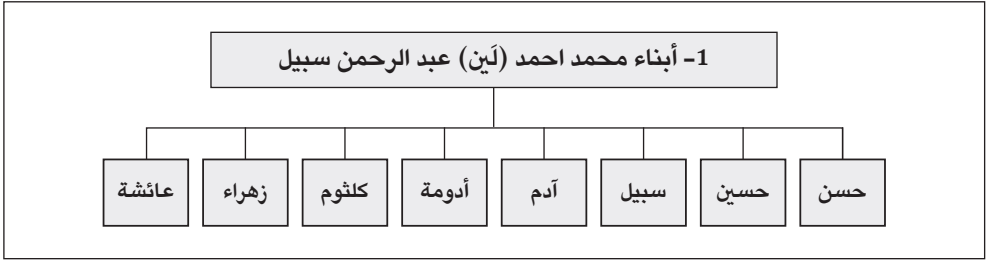 1- أبناء محمد احمد (لَين) عبد الرحمن سبيل
حسن
حسين
سبيل
آدم
أدومة
كلثوم
زهراء
عائشة